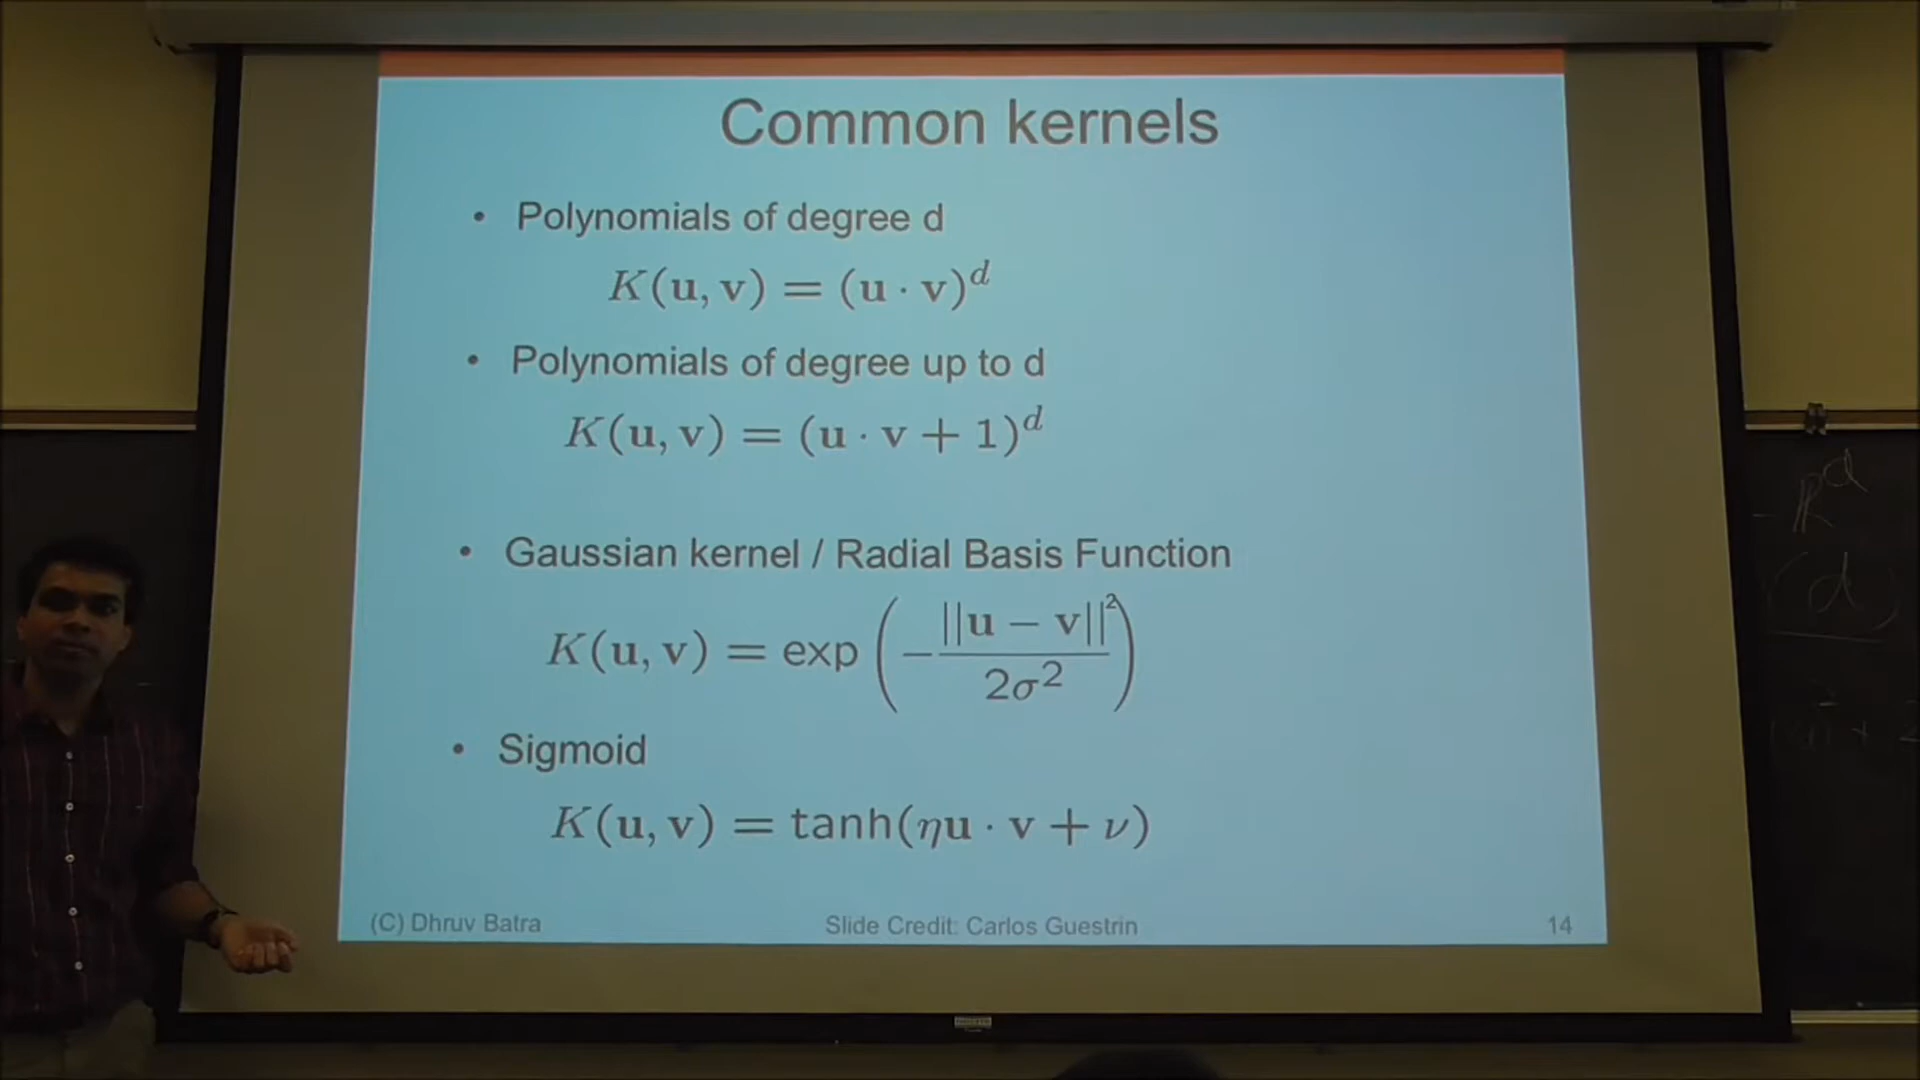 Common kernels
• Polynomials of degree d
K(u, v) = (u · v)^d
• Polynomials of degree up to d
K(u, v) = (u · v + 1)^d
• Gaussian kernel / Radial Basis Function
K(u, v) = exp(−||u − v||² / 2σ²)
• Sigmoid
K(u, v) = tanh(ηu · v + ν)
(C) Dhruv Batra
Slide Credit: Carlos Guestrin
14